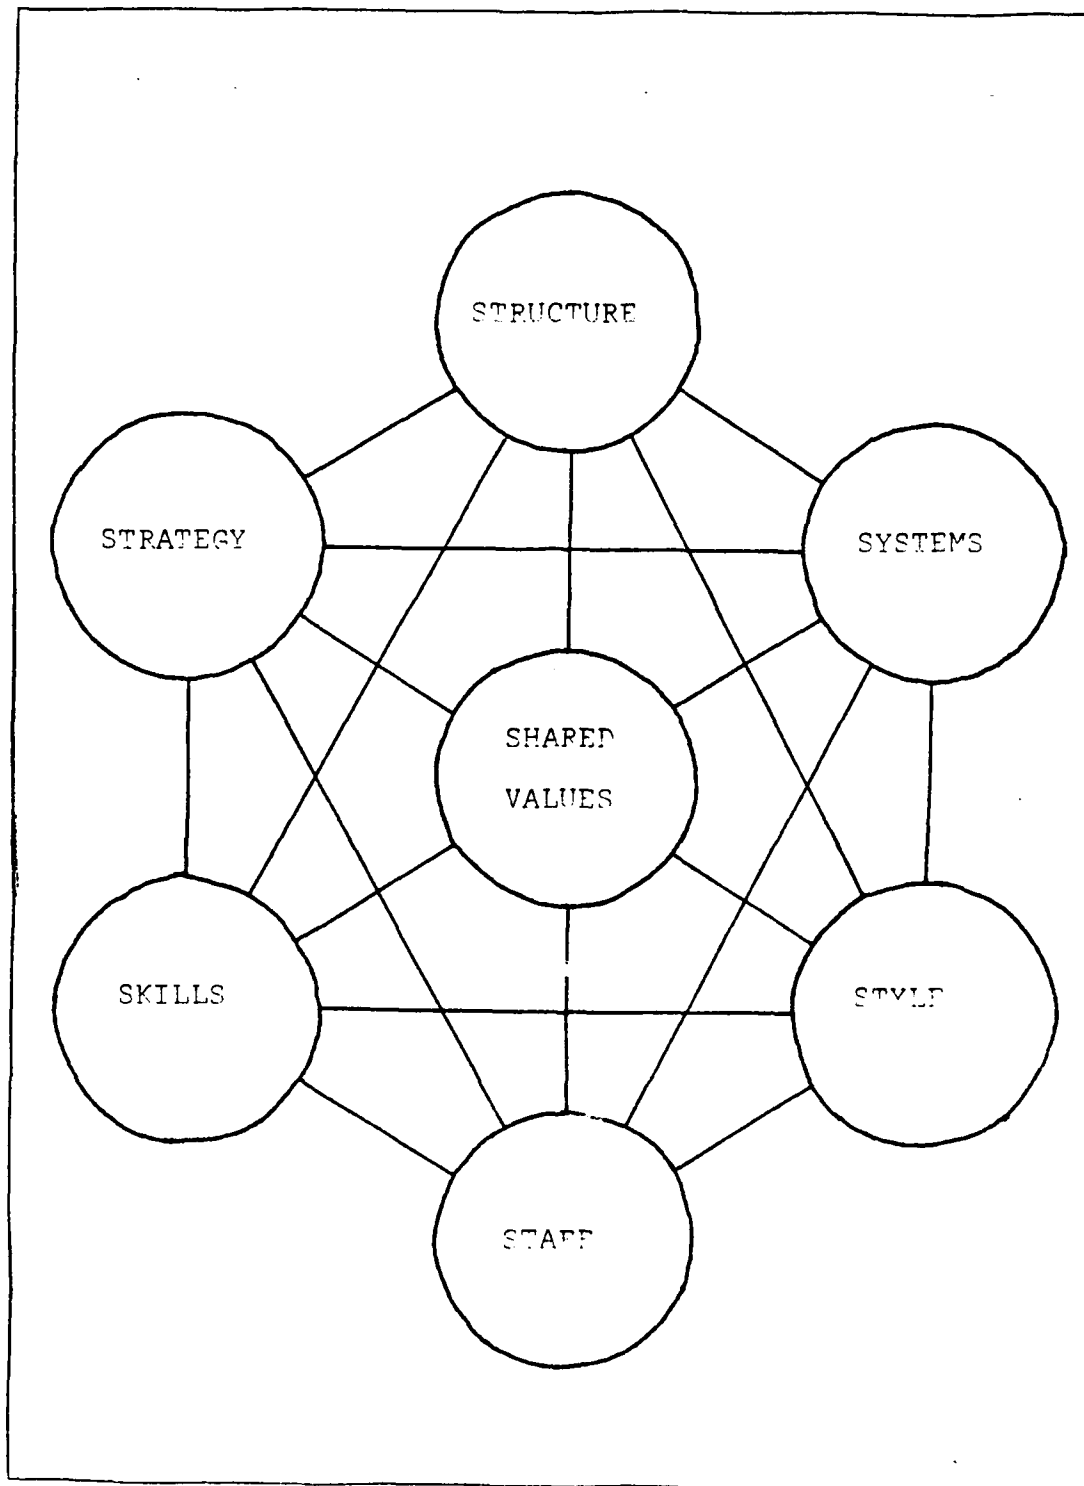 STRUCTURE
STRATEGY
SYSTEMS
SHARED
VALUES
SKILLS
STYLE
STAFF